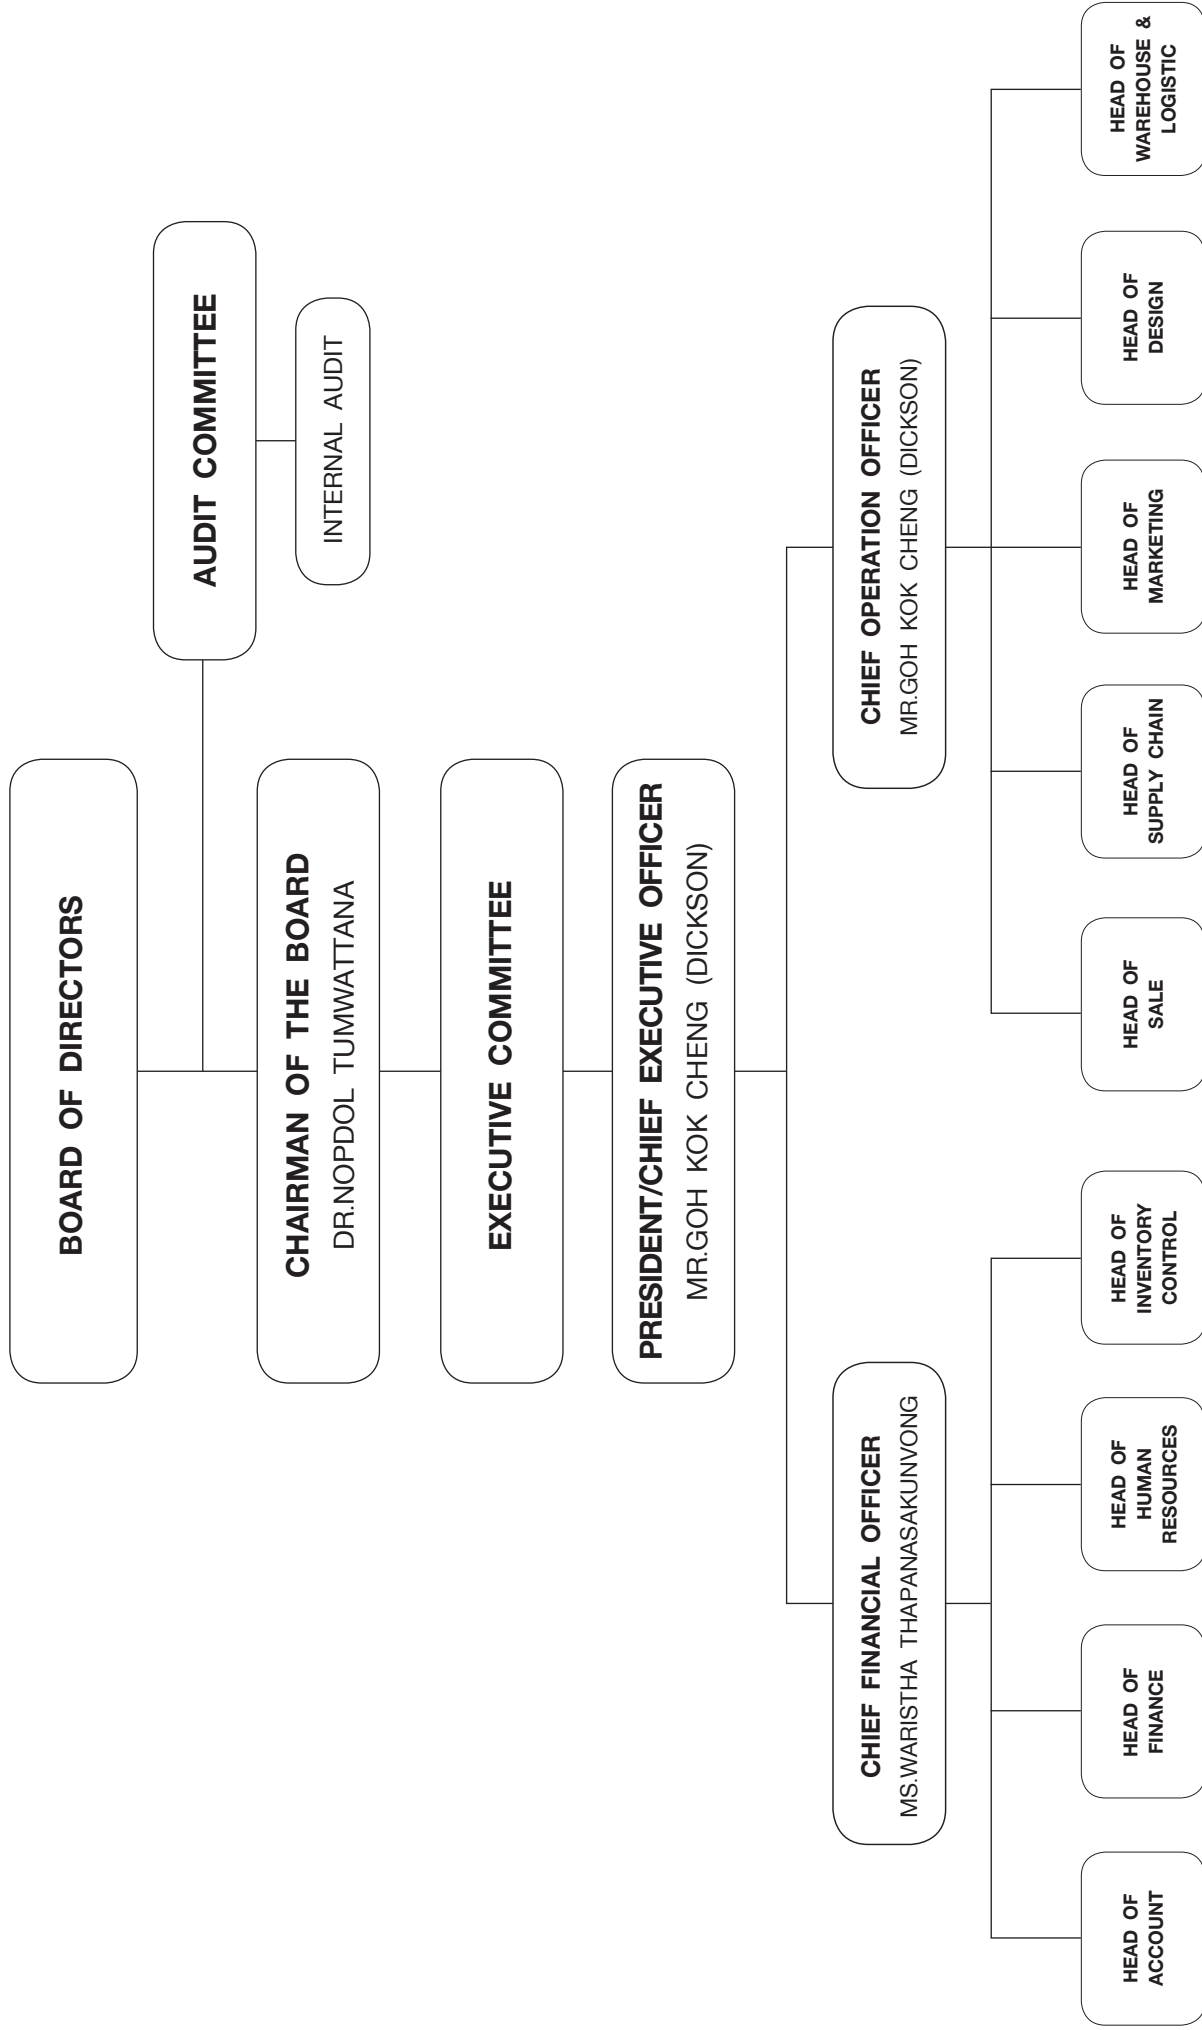 BOARD OF DIRECTORS
AUDIT COMMITTEE
INTERNAL AUDIT
CHAIRMAN OF THE BOARD
DR.NOPDOL TUMWATTANA
EXECUTIVE COMMITTEE
PRESIDENT/CHIEF EXECUTIVE OFFICER
MR.GOH KOK CHENG (DICKSON)
CHIEF FINANCIAL OFFICER
MS.WARISTHA THAPANASAKUNVONG
CHIEF OPERATION OFFICER
MR.GOH KOK CHENG (DICKSON)
HEAD OF
ACCOUNT
HEAD OF
FINANCE
HEAD OF
HUMAN
RESOURCES
HEAD OF
INVENTORY
CONTROL
HEAD OF
SALE
HEAD OF
SUPPLY CHAIN
HEAD OF
MARKETING
HEAD OF
DESIGN
HEAD OF
WAREHOUSE &
LOGISTIC